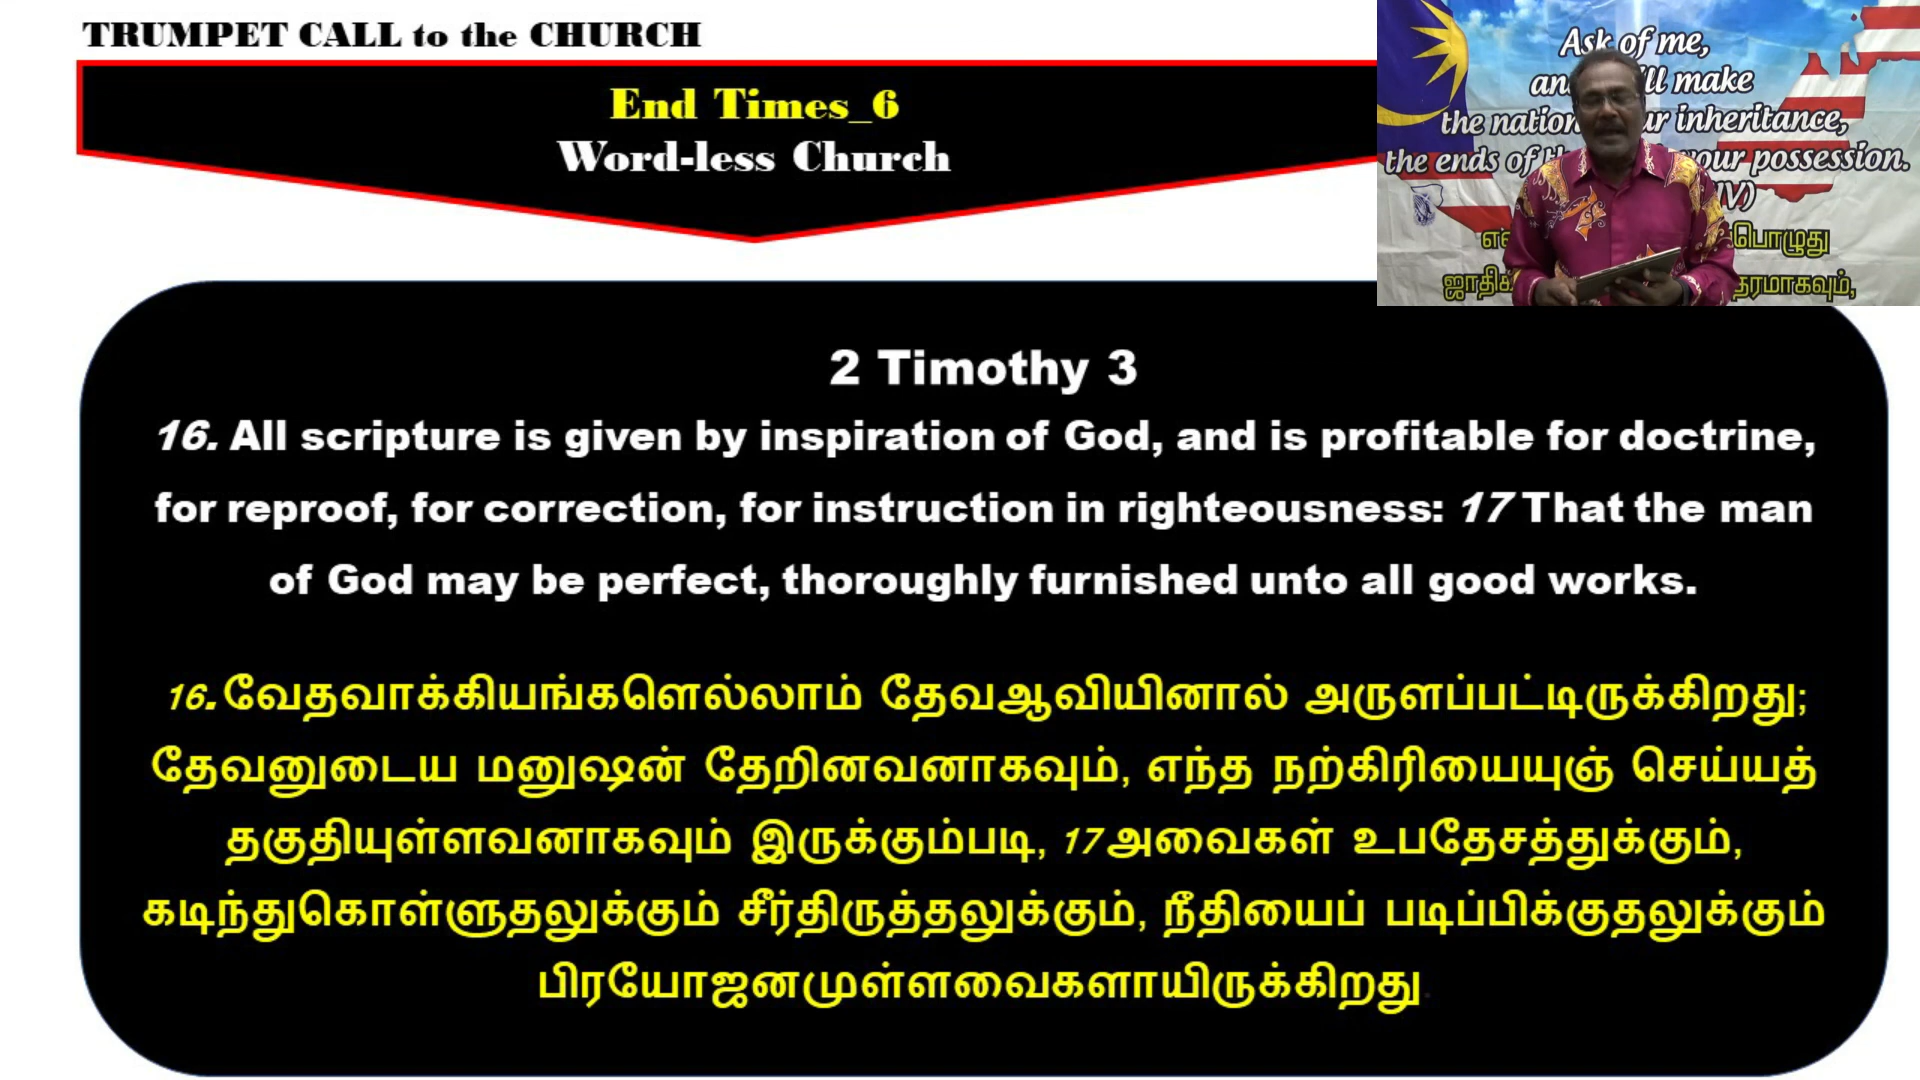 TRUMPET CALL to the CHURCH
End Times_6
Word-less Church
Ask of me,
make
the nation inheritance,
the ends of your possession.
பொழுது
2 Timothy 3
16. All scripture is given by inspiration of God, and is profitable for doctrine,
for reproof, for correction, for instruction in righteousness: 17 That the man
of God may be perfect, thoroughly furnished unto all good works.
16.வேதவாக்கியங்களெல்லாம் தேவஆவியினால் அருளப்பட்டிருக்கிறது;
தேவனுடைய மனுஷன் தேறினவனாகவும், எந்த நற்கிரியையுஞ் செய்யத்
தகுதியுள்ளவனாகவும் இருக்கும்படி, 17 அவைகள் உபதேசத்துக்கும்,
கடிந்துகொள்ளுதலுக்கும் சீர்திருத்தலுக்கும், நீதியைப் படிப்பிக்குதலுக்கும்
பிரயோஜனமுள்ளவைகளாயிருக்கிறது.